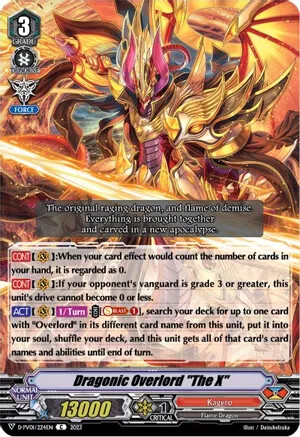 3
GRADE
FORCE
The original raging dragon, and flame of demise.
Everything is brought together
and carved in a new apocalypse.
CONT :When your card effect would count the number of cards in
your hand, it is regarded as 0.
CONT :If your opponent's vanguard is grade 3 or greater, this
unit's drive cannot become 0 or less.
ACT 1/Turn : BLAST 1, search your deck for up to one card
with "Overlord" in its different card name from this unit, put it into
your soul, shuffle your deck, and this unit gets all of that card's card
names and abilities until end of turn.
NORMAL UNIT
Dragonic Overlord "The X"
13000
1
CRITICAL
Kagero
Flame Dragon
D-PV01/224EN C 2023
Illust / Daisuke Izuka